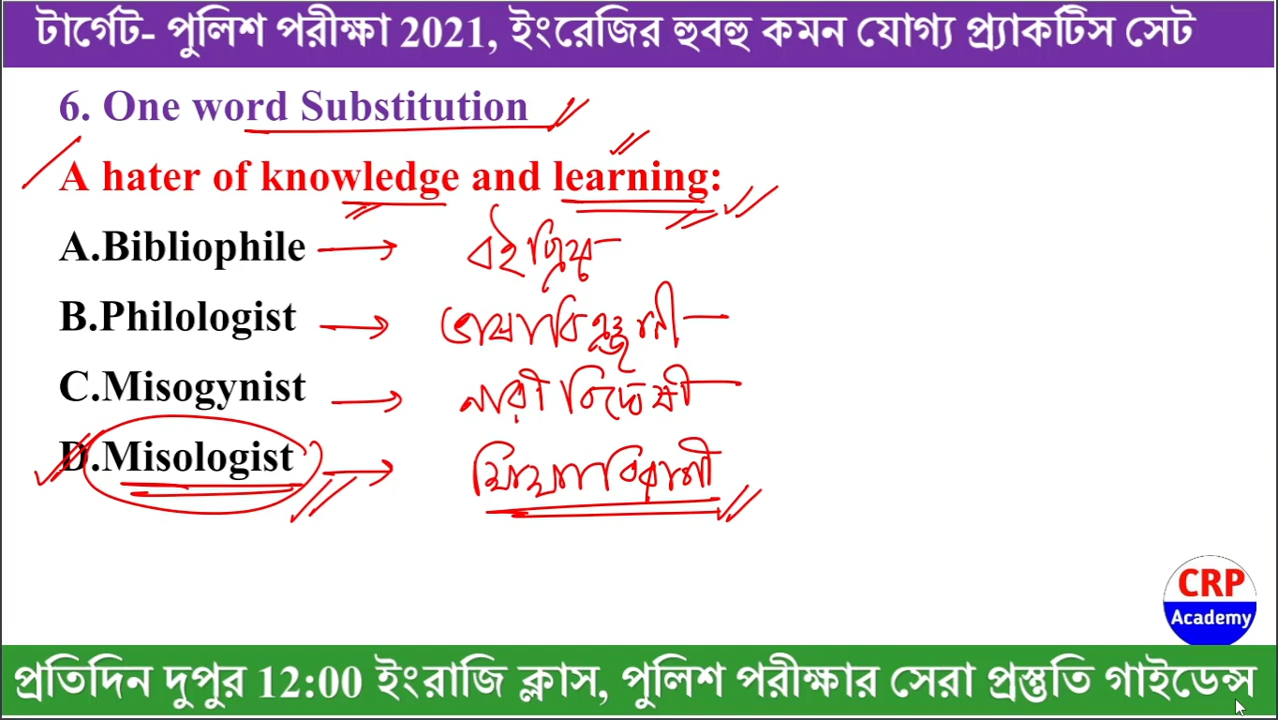 টার্গেট- পুলিশ পরীক্ষা 2021, ইংরেজির হুবহু কমন যোগ্য প্র্যাকটিস সেট
6. One word Substitution
A hater of knowledge and learning:
A.Bibliophile → বই প্রিয়
B.Philologist → ভাষা বিজ্ঞানী
C.Misogynist → নারী বিদ্বেষী
D.Misologist →
CRP
Academy
প্রতিদিন দুপুর 12:00 ইংরাজি ক্লাস, পুলিশ পরীক্ষার সেরা প্রস্তুতি গাইডেন্স